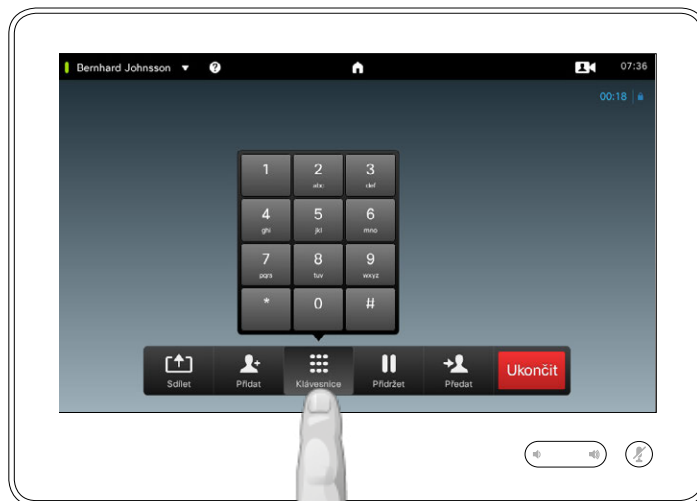 Bernhard Johnsson ▼ ? 07:36
00:18
1 2 3
abc def
4 5 6
ghi jkl mno
7 8 9
pqrs tuv wxyz
* 0 #
Sdílet Přidat Klávesnice Přidržet Předat Ukončit